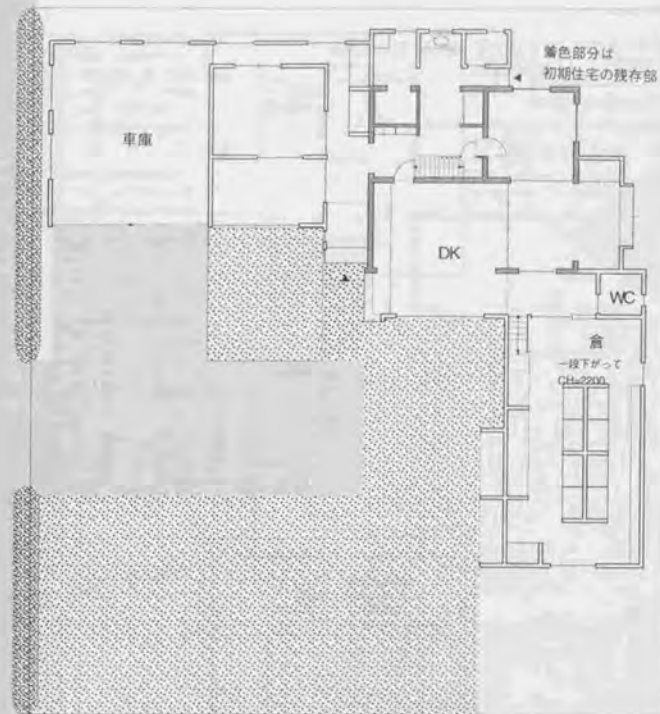 着色部分は
初期住宅の残存部
車庫
DK
WC
倉
一段下がって
CH=2200